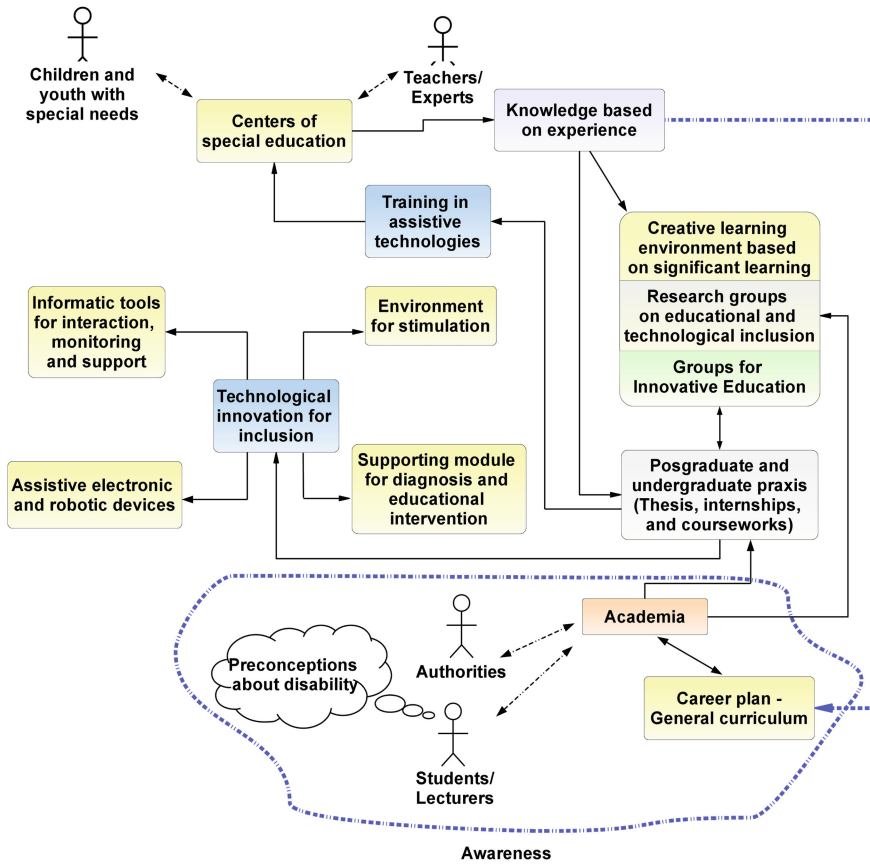 Children and
youth with
special needs
Teachers/
Experts
Centers of
special education
Knowledge based
on experience
Training in
assistive
technologies
Creative learning
environment based
on significant learning
Research groups
on educational and
technological inclusion
Groups for
Innovative Education
Informatic tools
for interaction,
monitoring
and support
Environment
for stimulation
Technological
innovation for
inclusion
Assistive electronic
and robotic devices
Supporting module
for diagnosis and
educational
intervention
Posgraduate and
undergraduate praxis
(Thesis, internships,
and courseworks)
Academia
Authorities
Preconceptions
about disability
Career plan -
General curriculum
Students/
Lecturers
Awareness